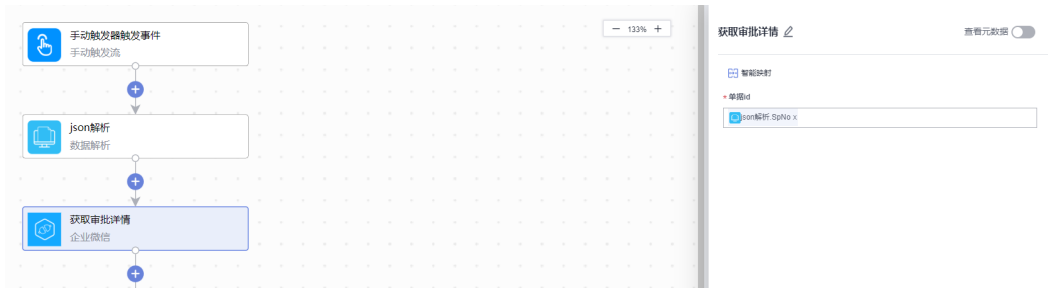 手动触发器触发事件
手动触发流
json解析
数据解析
获取审批详情
企业微信
− 133% +
获取审批详情
查看元数据
智能映射
* 单据id
json解析.SpNo x